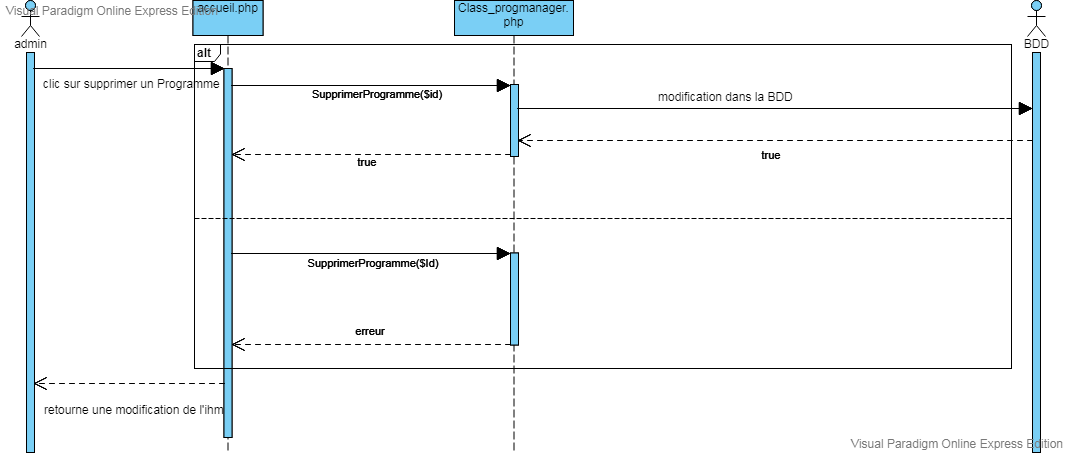 Visual Paradigm Online Express Edition
accueil.php
Class_progmanager.
php
admin
BDD
alt
clic sur supprimer un Programme
SupprimerProgramme($id)
modification dans la BDD
true
true
SupprimerProgramme($Id)
erreur
retourne une modification de l'ihm
Visual Paradigm Online Express Edition